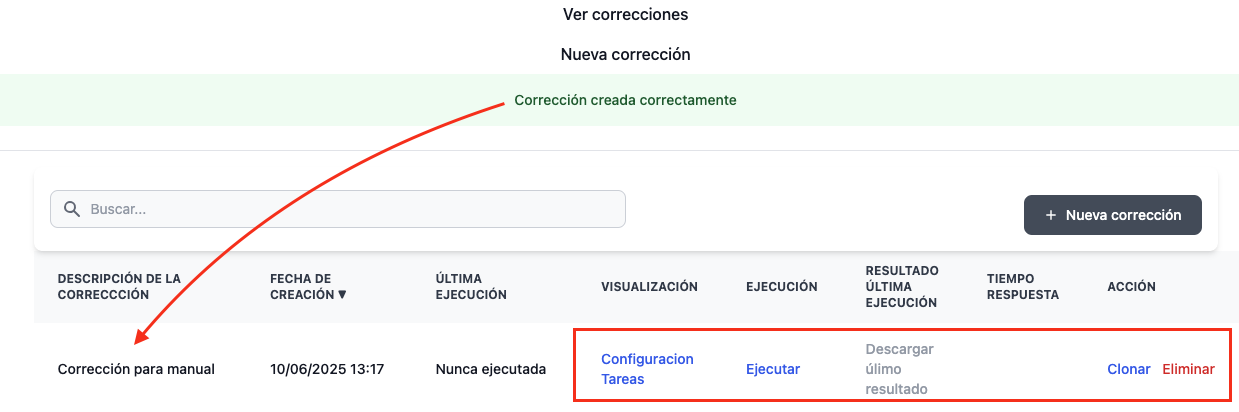 Ver correcciones
Nueva corrección
Corrección creada correctamente
Buscar...
+ Nueva corrección
DESCRIPCIÓN DE LA
CORRECCCIÓN
FECHA DE
CREACIÓN ▼
ÚLTIMA
EJECUCIÓN
VISUALIZACIÓN
EJECUCIÓN
RESULTADO
ÚLTIMA
EJECUCIÓN
TIEMPO
RESPUESTA
ACCIÓN
Corrección para manual
10/06/2025 13:17
Nunca ejecutada
Configuracion
Tareas
Ejecutar
Descargar
úlimo
resultado
Clonar
Eliminar